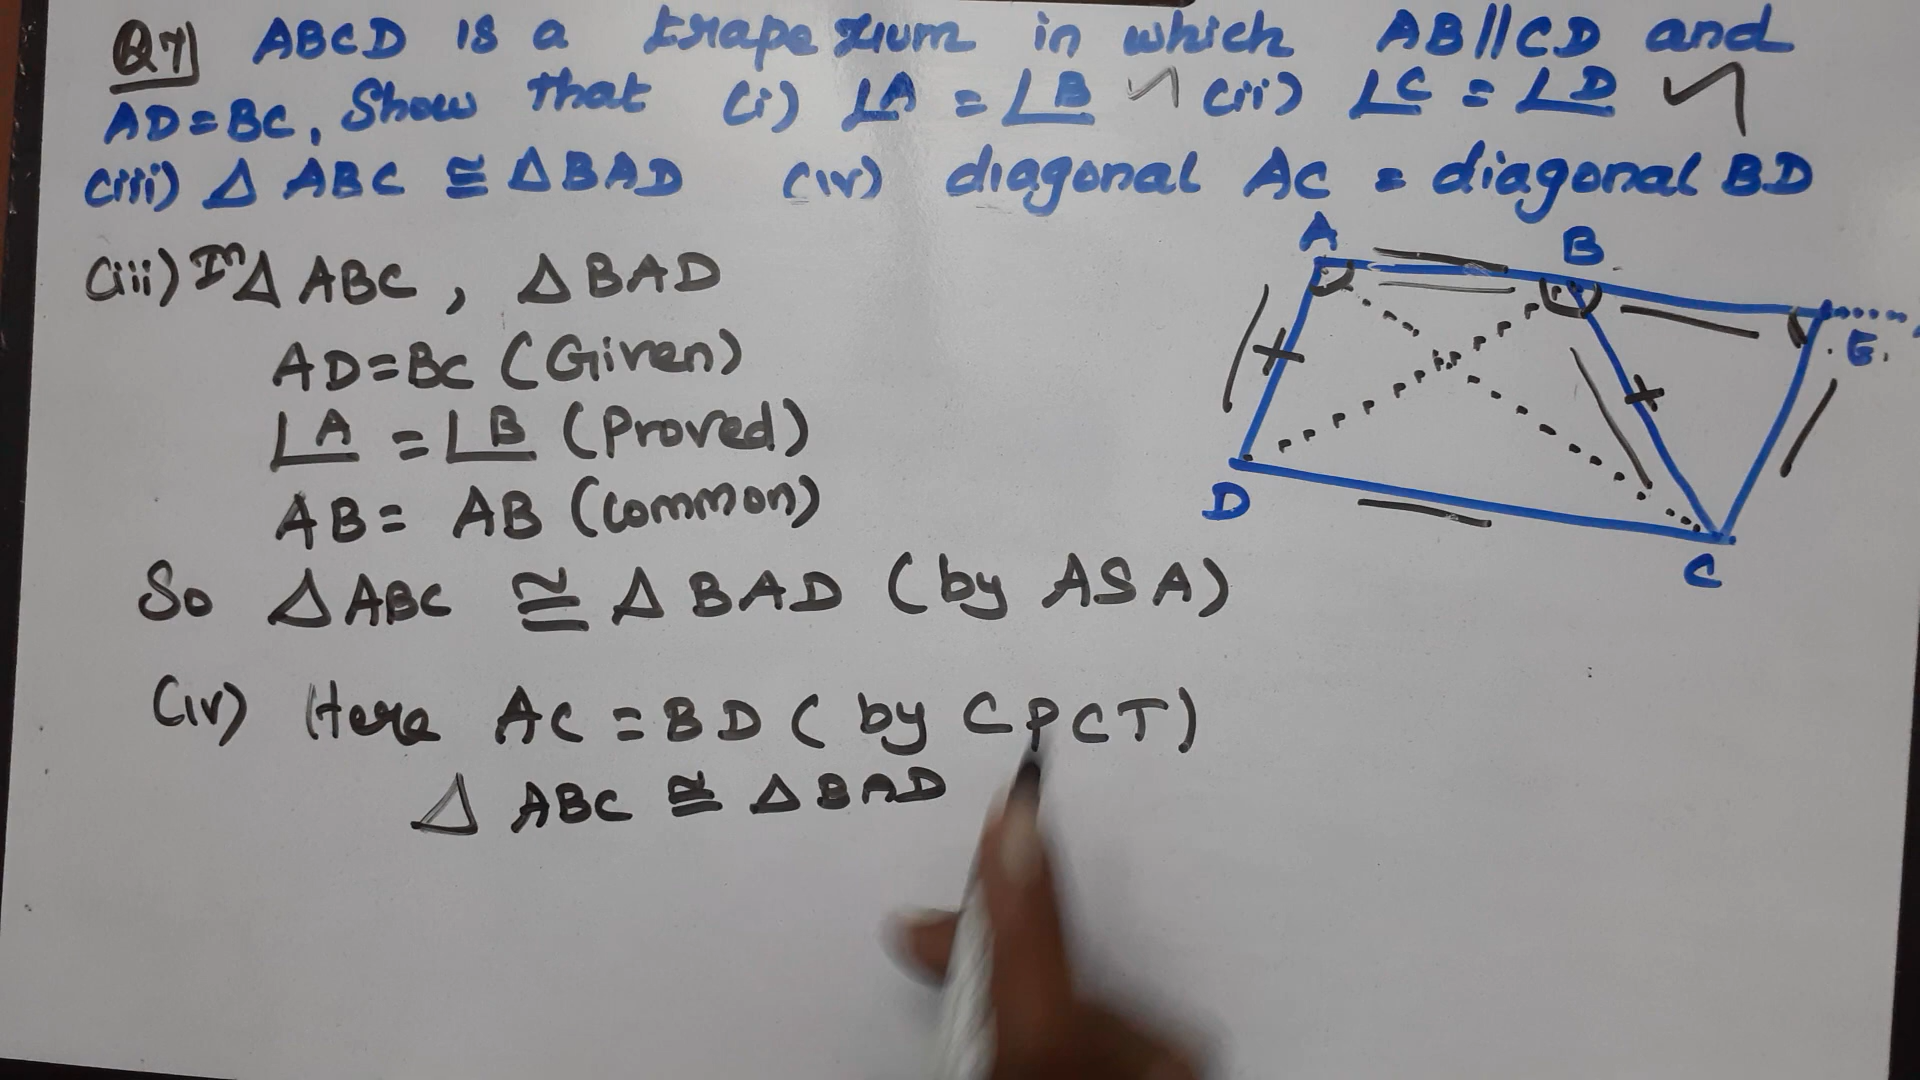 Q7) ABCD is a trapezium in which AB||CD and
AD=BC, Show that (i) ∠A = ∠B (ii) ∠C = ∠D
(iii) Δ ABC ≅ Δ BAD (iv) diagonal AC = diagonal BD
(iii) In Δ ABC, Δ BAD
AD=BC (Given)
∠A = ∠B (Proved)
AB = AB (common)
So Δ ABC ≅ Δ BAD (by ASA)
(iv) Here AC = BD (by CPCT)
Δ ABC ≅ Δ BAD
A
B
E
D
C